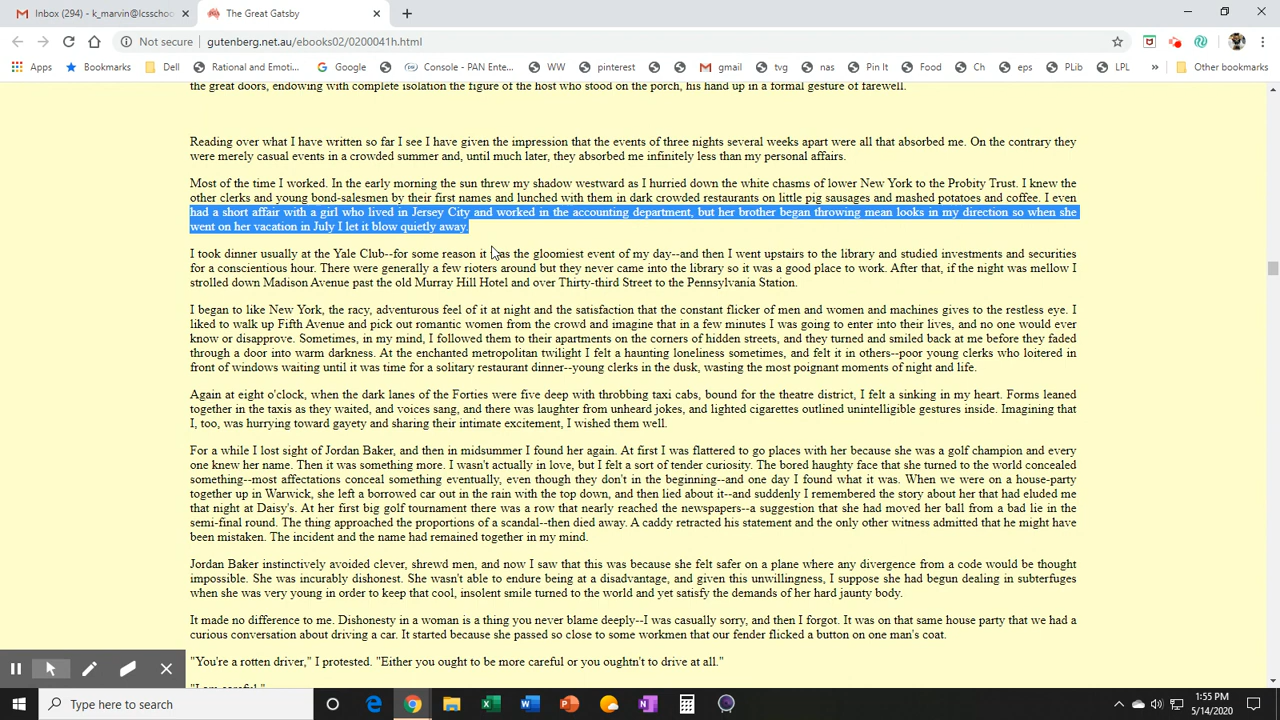 Inbox (294) - k_marvin@lcsschoo
The Great Gatsby
Not secure
gutenberg.net.au/ebooks02/0200041h.html
Apps
Bookmarks
Dell
Rational and Emoti...
Google
Console - PAN Ente...
WW
pinterest
gmail
tvg
nas
Pin It
Food
Ch
eps
PLib
LPL
Other bookmarks
the great doors, endowing with complete isolation the figure of the host who stood on the porch, his hand up in a formal gesture of farewell.
Reading over what I have written so far I see I have given the impression that the events of three nights several weeks apart were all that absorbed me. On the contrary they
were merely casual events in a crowded summer and, until much later, they absorbed me infinitely less than my personal affairs.
Most of the time I worked. In the early morning the sun threw my shadow westward as I hurried down the white chasms of lower New York to the Probity Trust. I knew the
other clerks and young bond-salesmen by their first names and lunched with them in dark crowded restaurants on little pig sausages and mashed potatoes and coffee. I even
had a short affair with a girl who lived in Jersey City and worked in the accounting department, but her brother began throwing mean looks in my direction so when she
went on her vacation in July I let it blow quietly away.
I took dinner usually at the Yale Club--for some reason it was the gloomiest event of my day--and then I went upstairs to the library and studied investments and securities
for a conscientious hour. There were generally a few rioters around but they never came into the library so it was a good place to work. After that, if the night was mellow I
strolled down Madison Avenue past the old Murray Hill Hotel and over Thirty-third Street to the Pennsylvania Station.
I began to like New York, the racy, adventurous feel of it at night and the satisfaction that the constant flicker of men and women and machines gives to the restless eye. I
liked to walk up Fifth Avenue and pick out romantic women from the crowd and imagine that in a few minutes I was going to enter into their lives, and no one would ever
know or disapprove. Sometimes, in my mind, I followed them to their apartments on the corners of hidden streets, and they turned and smiled back at me before they faded
through a door into warm darkness. At the enchanted metropolitan twilight I felt a haunting loneliness sometimes, and felt it in others--poor young clerks who loitered in
front of windows waiting until it was time for a solitary restaurant dinner--young clerks in the dusk, wasting the most poignant moments of night and life.
Again at eight o'clock, when the dark lanes of the Forties were five deep with throbbing taxi cabs, bound for the theatre district, I felt a sinking in my heart. Forms leaned
together in the taxis as they waited, and voices sang, and there was laughter from unheard jokes, and lighted cigarettes outlined unintelligible gestures inside. Imagining that
I, too, was hurrying toward gayety and sharing their intimate excitement, I wished them well.
For a while I lost sight of Jordan Baker, and then in midsummer I found her again. At first I was flattered to go places with her because she was a golf champion and every
one knew her name. Then it was something more. I wasn't actually in love, but I felt a sort of tender curiosity. The bored haughty face that she turned to the world concealed
something--most affectations conceal something eventually, even though they don't in the beginning--and one day I found what it was. When we were on a house-party
together up in Warwick, she left a borrowed car out in the rain with the top down, and then lied about it--and suddenly I remembered the story about her that had eluded me
that night at Daisy's. At her first big golf tournament there was a row that nearly reached the newspapers--a suggestion that she had moved her ball from a bad lie in the
semi-final round. The thing approached the proportions of a scandal--then died away. A caddy retracted his statement and the only other witness admitted that he might have
been mistaken. The incident and the name had remained together in my mind.
Jordan Baker instinctively avoided clever, shrewd men, and now I saw that this was because she felt safer on a plane where any divergence from a code would be thought
impossible. She was incurably dishonest. She wasn't able to endure being at a disadvantage, and given this unwillingness, I suppose she had begun dealing in subterfuges
when she was very young in order to keep that cool, insolent smile turned to the world and yet satisfy the demands of her hard jaunty body.
It made no difference to me. Dishonesty in a woman is a thing you never blame deeply--I was casually sorry, and then I forgot. It was on that same house party that we had a
curious conversation about driving a car. It started because she passed so close to some workmen that our fender flicked a button on one man's coat.
"You're a rotten driver," I protested. "Either you ought to be more careful or you oughtn't to drive at all."
"I am careful."
Type here to search
1:55 PM
5/14/2020